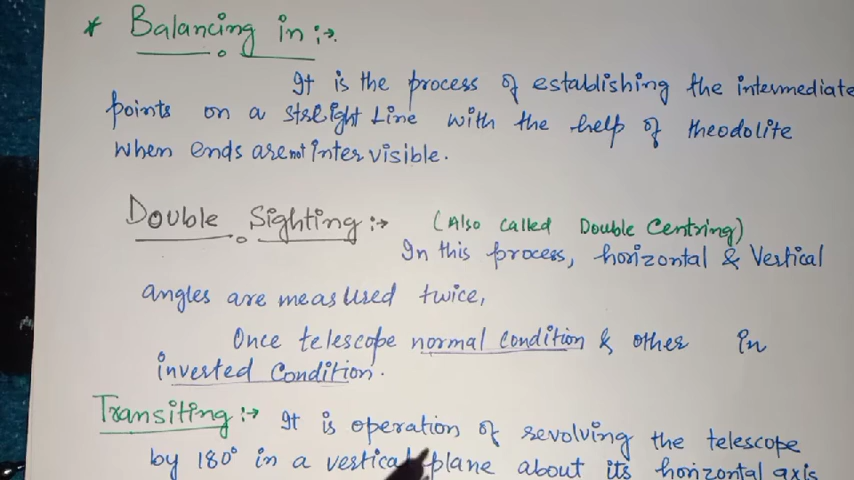 * Balancing in :→.
It is the process of establishing the intermediate
points on a streight Line with the help of theodolite
when ends are not inter visible.
Double Sighting :→ (Also called Double Centring)
In this process, horizontal & Vertical
angles are measured twice,
Once telescope normal condition & other in
inverted Condition.
Transiting :→ It is operation of revolving the telescope
by 180° in a vertical plane about its horizontal axis